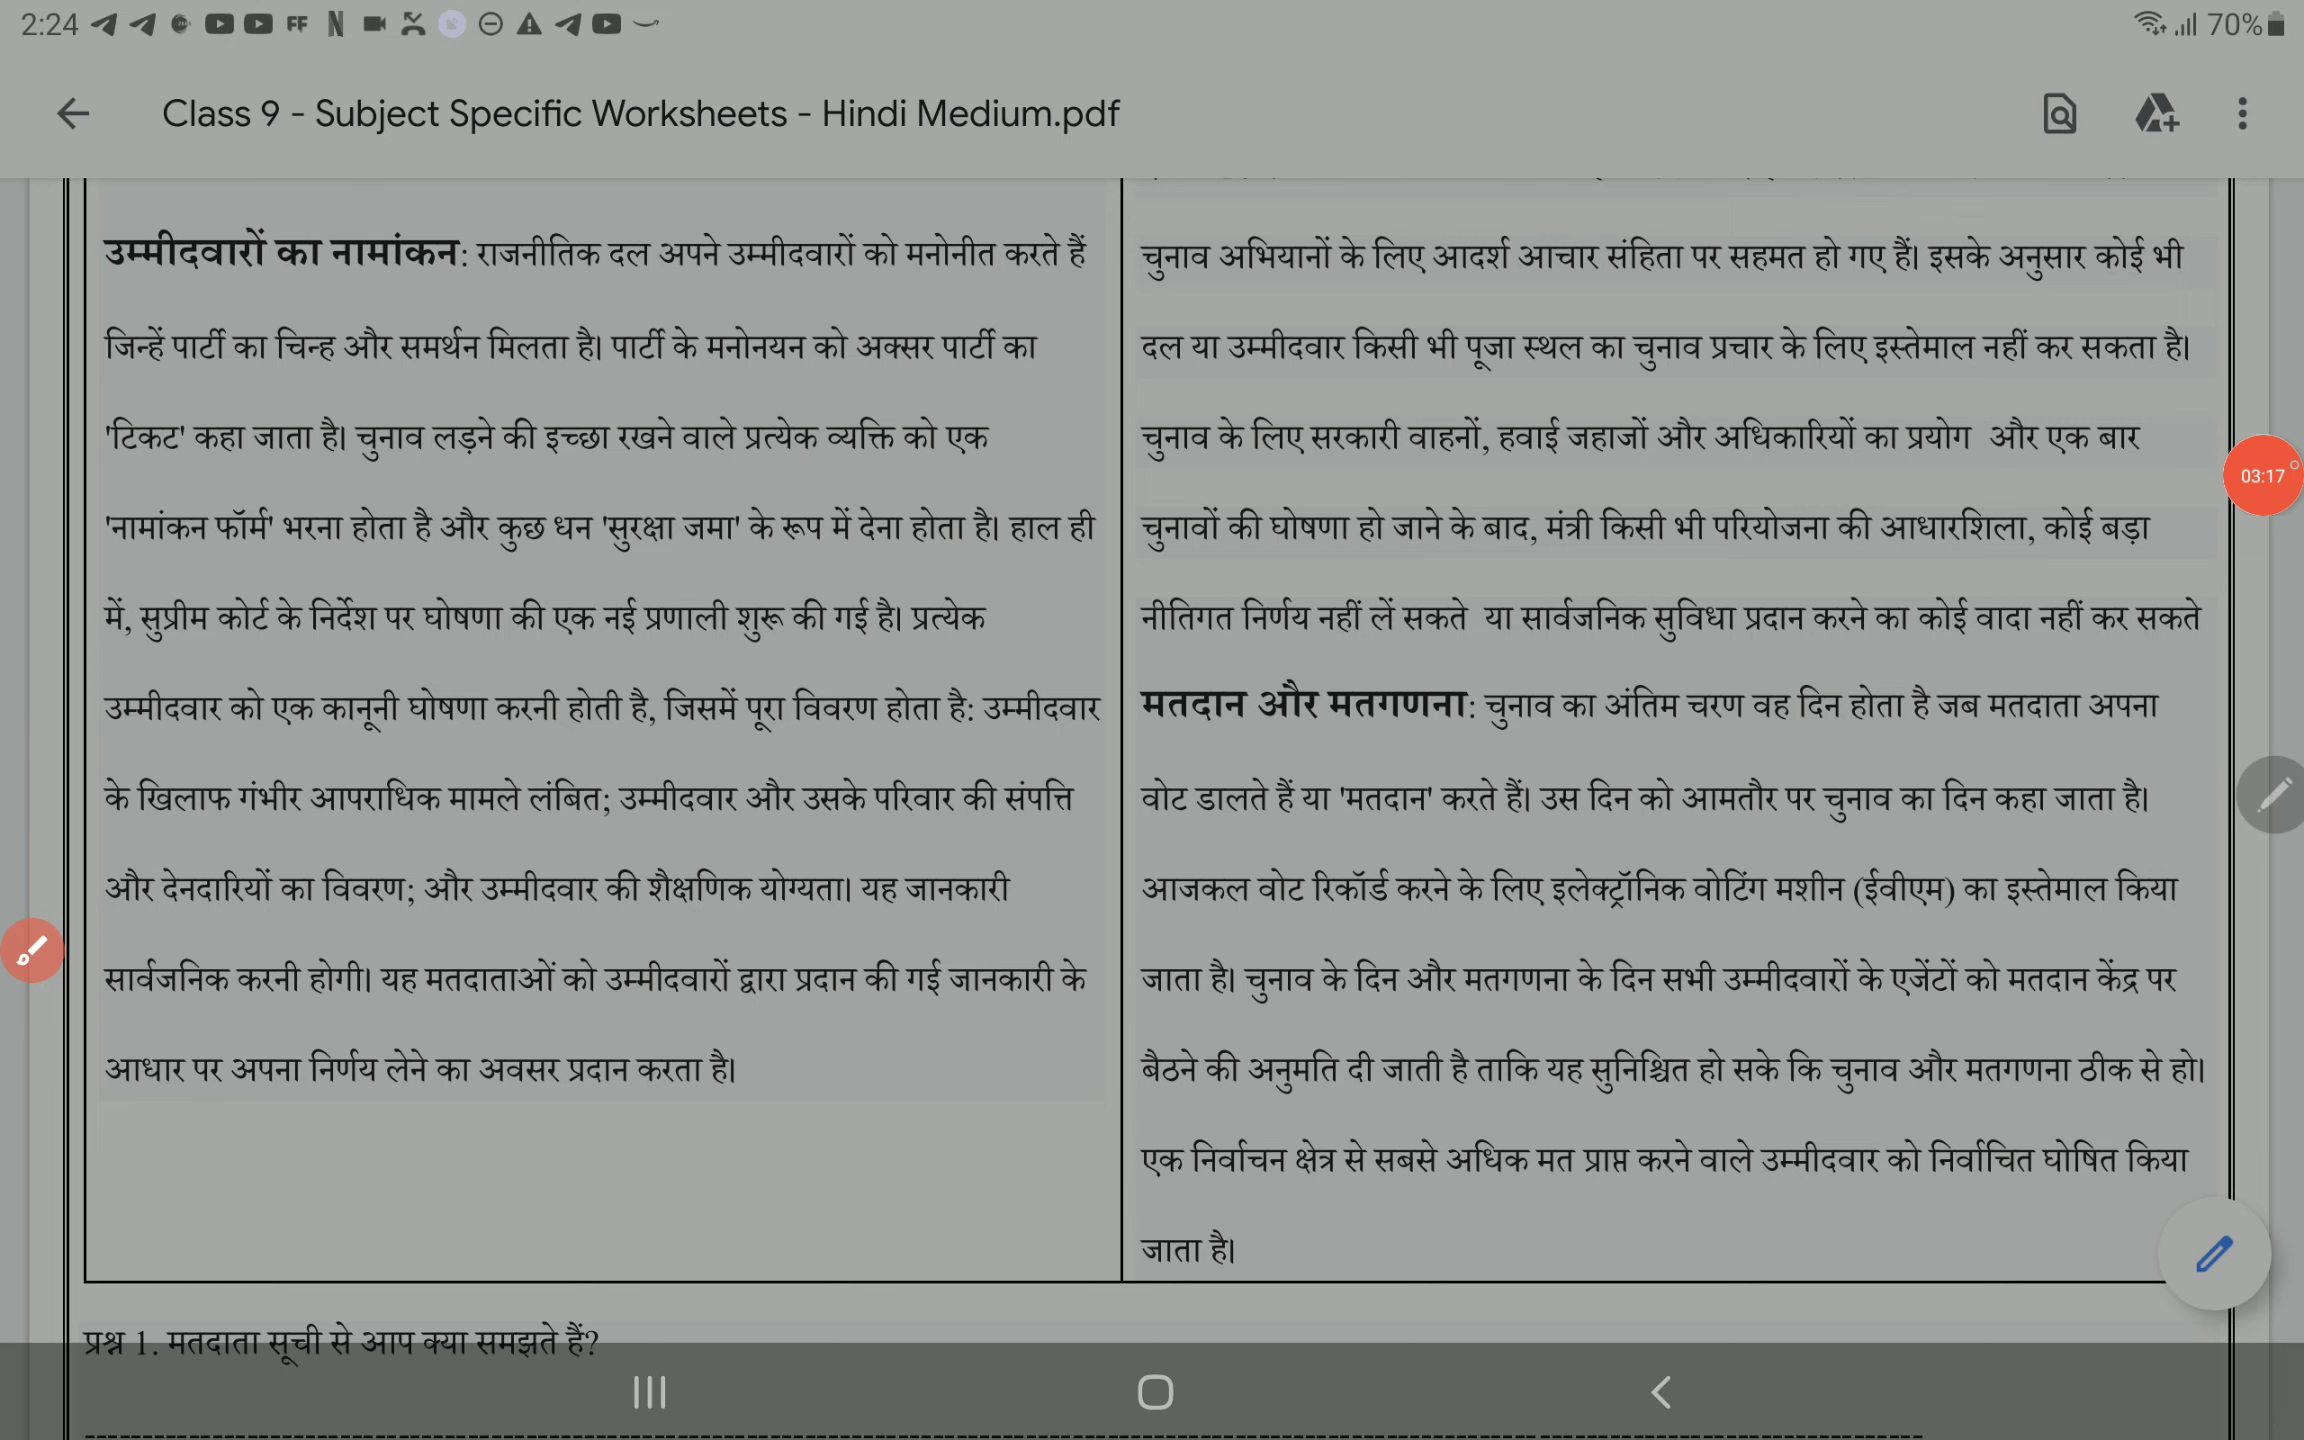 2:24
70%
Class 9 - Subject Specific Worksheets - Hindi Medium.pdf
उम्मीदवारों का नामांकन: राजनीतिक दल अपने उम्मीदवारों को मनोनीत करते हैं
जिन्हें पार्टी का चिन्ह और समर्थन मिलता है। पार्टी के मनोनयन को अक्सर पार्टी का
'टिकट' कहा जाता है। चुनाव लड़ने की इच्छा रखने वाले प्रत्येक व्यक्ति को एक
'नामांकन फॉर्म' भरना होता है और कुछ धन 'सुरक्षा जमा' के रूप में देना होता है। हाल ही
में, सुप्रीम कोर्ट के निर्देश पर घोषणा की एक नई प्रणाली शुरू की गई है। प्रत्येक
उम्मीदवार को एक कानूनी घोषणा करनी होती है, जिसमें पूरा विवरण होता है: उम्मीदवार
के खिलाफ गंभीर आपराधिक मामले लंबित; उम्मीदवार और उसके परिवार की संपत्ति
और देनदारियों का विवरण; और उम्मीदवार की शैक्षणिक योग्यता। यह जानकारी
सार्वजनिक करनी होगी। यह मतदाताओं को उम्मीदवारों द्वारा प्रदान की गई जानकारी के
आधार पर अपना निर्णय लेने का अवसर प्रदान करता है।
चुनाव अभियानों के लिए आदर्श आचार संहिता पर सहमत हो गए हैं। इसके अनुसार कोई भी
दल या उम्मीदवार किसी भी पूजा स्थल का चुनाव प्रचार के लिए इस्तेमाल नहीं कर सकता है।
चुनाव के लिए सरकारी वाहनों, हवाई जहाजों और अधिकारियों का प्रयोग और एक बार
चुनावों की घोषणा हो जाने के बाद, मंत्री किसी भी परियोजना की आधारशिला, कोई बड़ा
नीतिगत निर्णय नहीं लें सकते या सार्वजनिक सुविधा प्रदान करने का कोई वादा नहीं कर सकते
मतदान और मतगणना: चुनाव का अंतिम चरण वह दिन होता है जब मतदाता अपना
वोट डालते हैं या 'मतदान' करते हैं। उस दिन को आमतौर पर चुनाव का दिन कहा जाता है।
आजकल वोट रिकॉर्ड करने के लिए इलेक्ट्रॉनिक वोटिंग मशीन (ईवीएम) का इस्तेमाल किया
जाता है। चुनाव के दिन और मतगणना के दिन सभी उम्मीदवारों के एजेंटों को मतदान केंद्र पर
बैठने की अनुमति दी जाती है ताकि यह सुनिश्चित हो सके कि चुनाव और मतगणना ठीक से हो।
एक निर्वाचन क्षेत्र से सबसे अधिक मत प्राप्त करने वाले उम्मीदवार को निर्वाचित घोषित किया
जाता है।
03:17
प्रश्न 1. मतदाता सूची से आप क्या समझते हैं?